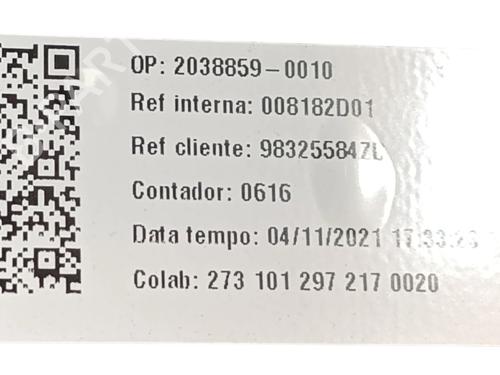 OP: 2038859-0010
Ref interna: 008182D01
Ref cliente:
Contador: 0616
Data tempo: 04/11/2021
Colab: 273 101 297 217 0020